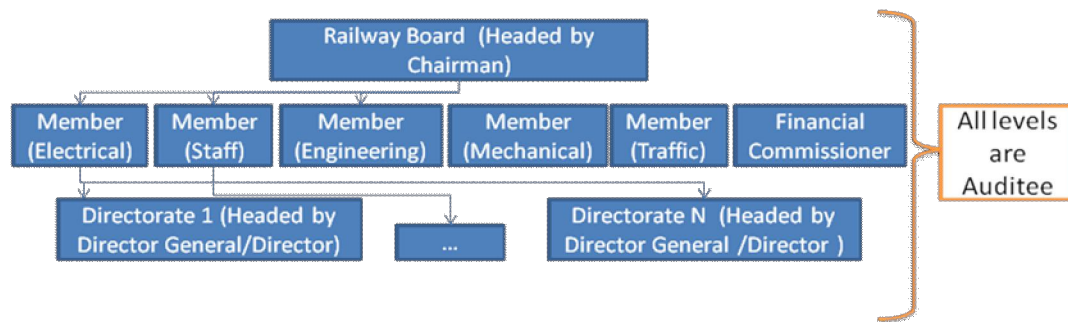 Railway Board (Headed by
Chairman)
Member
(Electrical)
Member
(Staff)
Member
(Engineering)
Member
(Mechanical)
Member
(Traffic)
Financial
Commissioner
All levels
are
Auditee
Directorate 1 (Headed by
Director General/Director)
...
Directorate N (Headed by
Director General /Director )